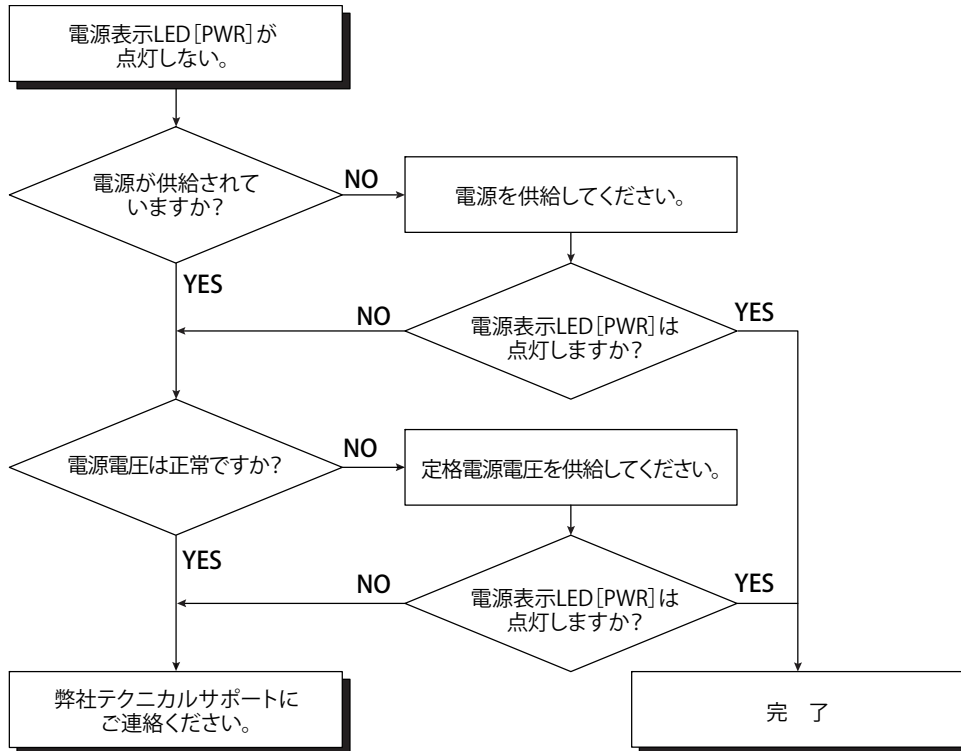 電源表示LED[PWR]が
点灯しない。
電源が供給されて
いますか？
NO
電源を供給してください。
YES
NO
電源表示LED[PWR]は
点灯しますか？
YES
電源電圧は正常ですか？
NO
定格電源電圧を供給してください。
YES
NO
電源表示LED[PWR]は
点灯しますか？
YES
弊社テクニカルサポートに
ご連絡ください。
完　了